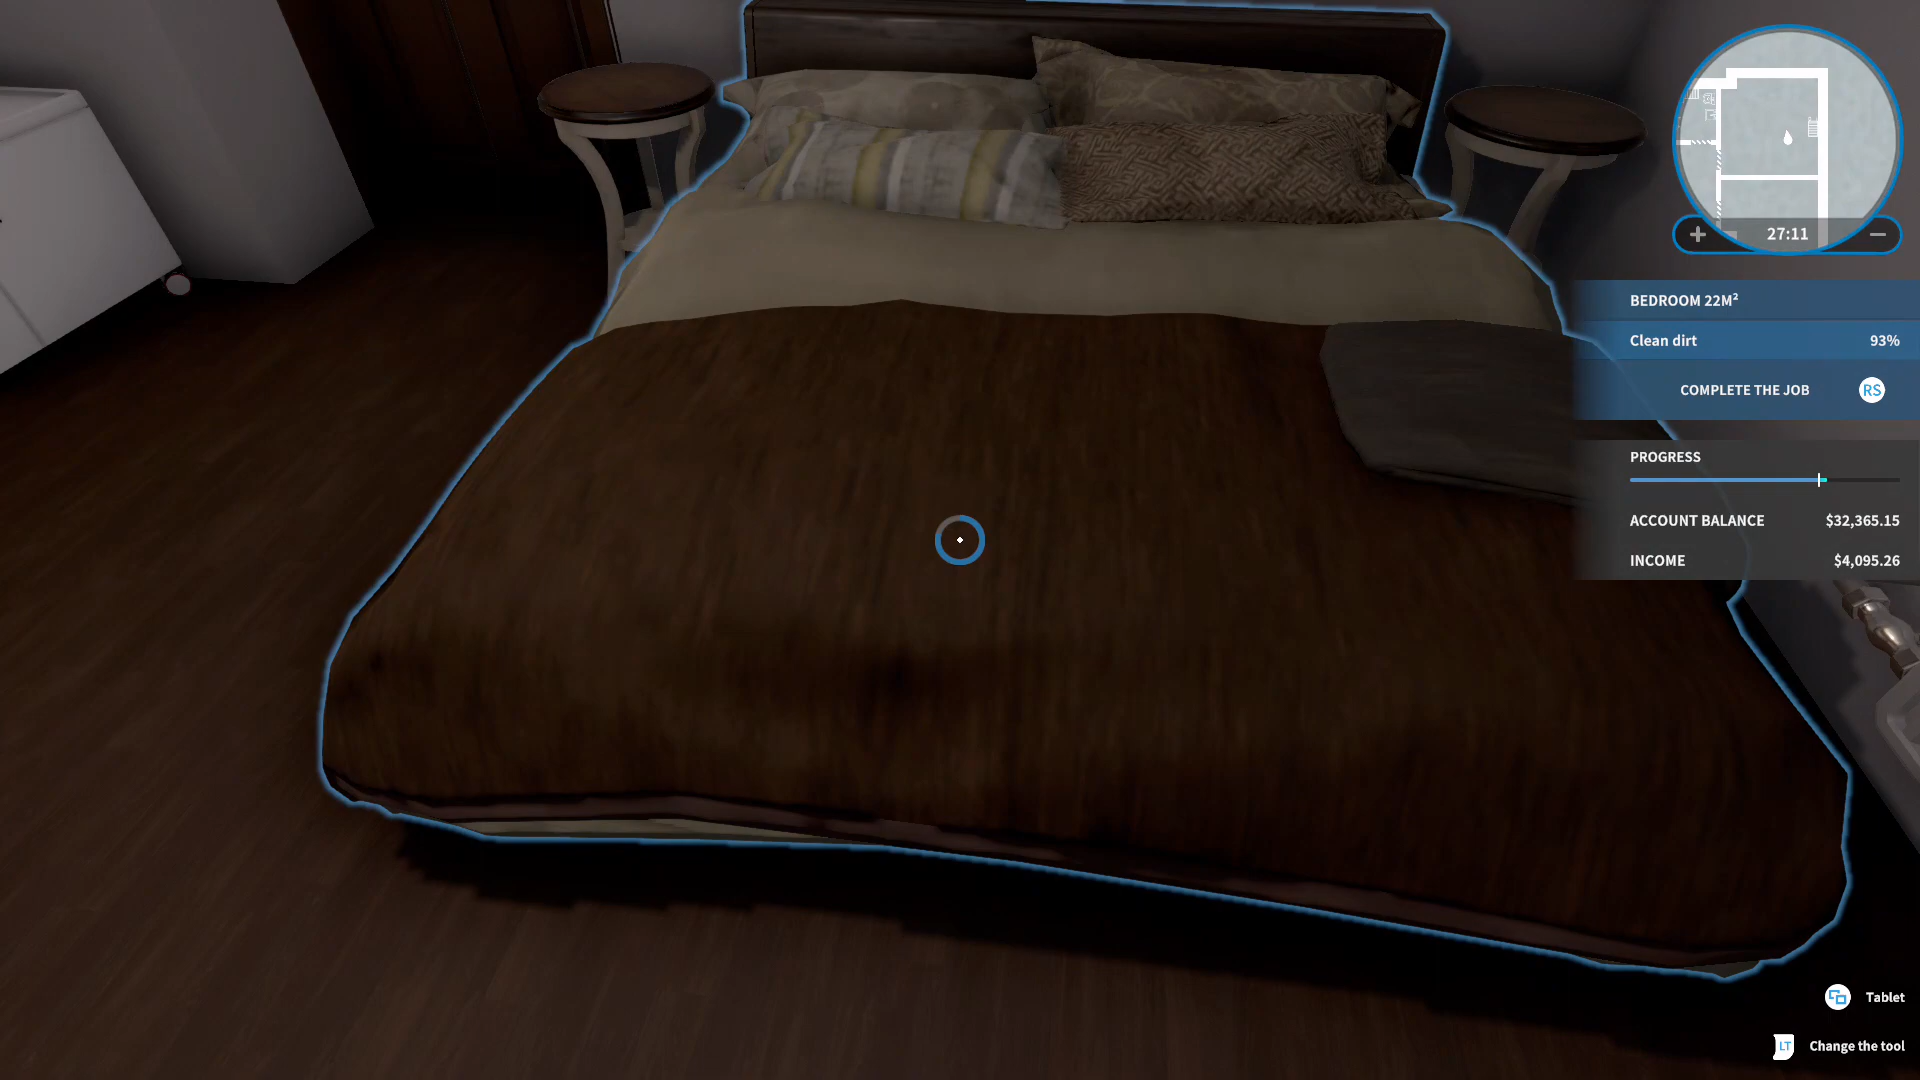 27:11
BEDROOM 22M²
Clean dirt 93%
COMPLETE THE JOB RS
PROGRESS
ACCOUNT BALANCE $32,365.15
INCOME $4,095.26
Tablet
LT Change the tool